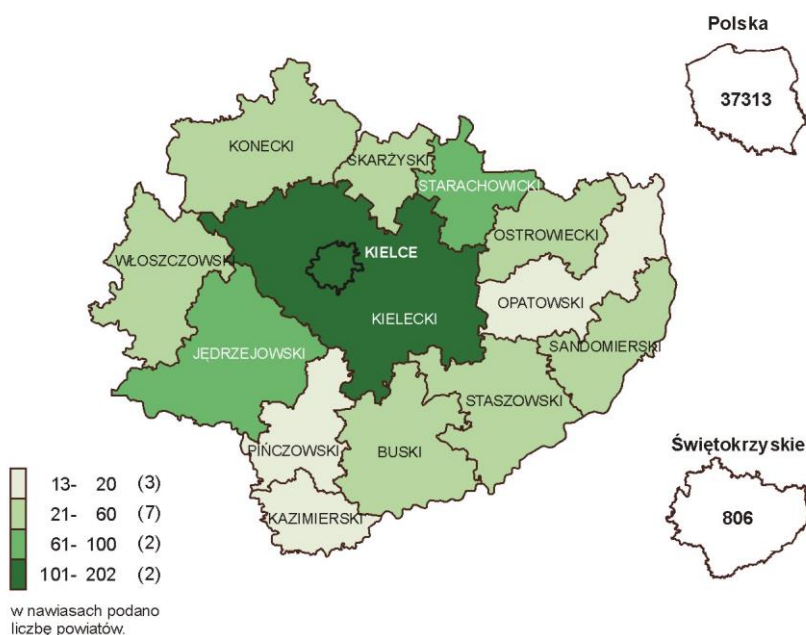 Polska
37313
KONECKI
SKARŻYSKI
STARACHOWICKI
OSTROWIECKI
WŁOSZCZOWSKI
KIELCE
OPATOWSKI
KIELECKI
SANDOMIERSKI
JĘDRZEJOWSKI
STASZOWSKI
PIŃCZOWSKI
BUSKI
KAZIMIERSKI
Świętokrzyskie
806
13- 20 (3)
21- 60 (7)
61- 100 (2)
101- 202 (2)
w nawiasach podano
liczbę powiatów.